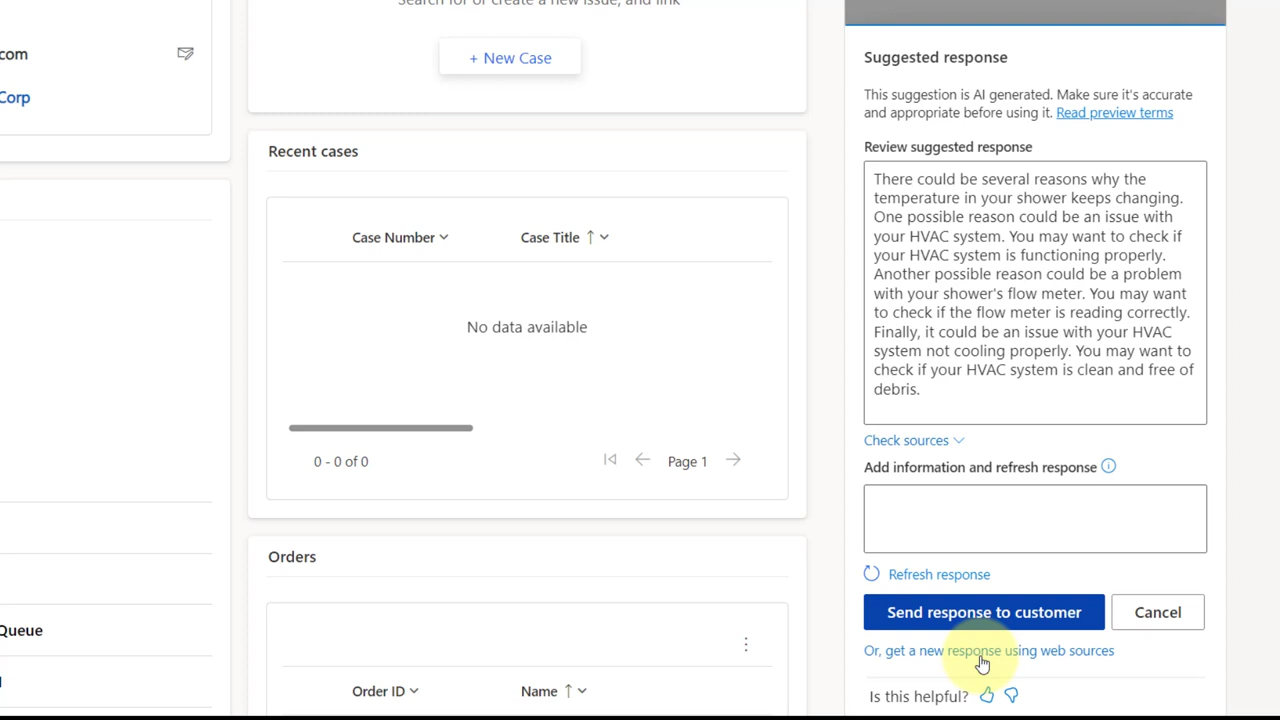 com
Corp
Queue
Search for or create a new issue, and link
+ New Case
Recent cases
Case Number
Case Title
No data available
0 - 0 of 0
Page 1
Orders
Order ID
Name
Suggested response
This suggestion is AI generated. Make sure it's accurate
and appropriate before using it. Read preview terms
Review suggested response
There could be several reasons why the
temperature in your shower keeps changing.
One possible reason could be an issue with
your HVAC system. You may want to check if
your HVAC system is functioning properly.
Another possible reason could be a problem
with your shower's flow meter. You may want
to check if the flow meter is reading correctly.
Finally, it could be an issue with your HVAC
system not cooling properly. You may want to
check if your HVAC system is clean and free of
debris.
Check sources
Add information and refresh response
Refresh response
Send response to customer
Cancel
Or, get a new response using web sources
Is this helpful?